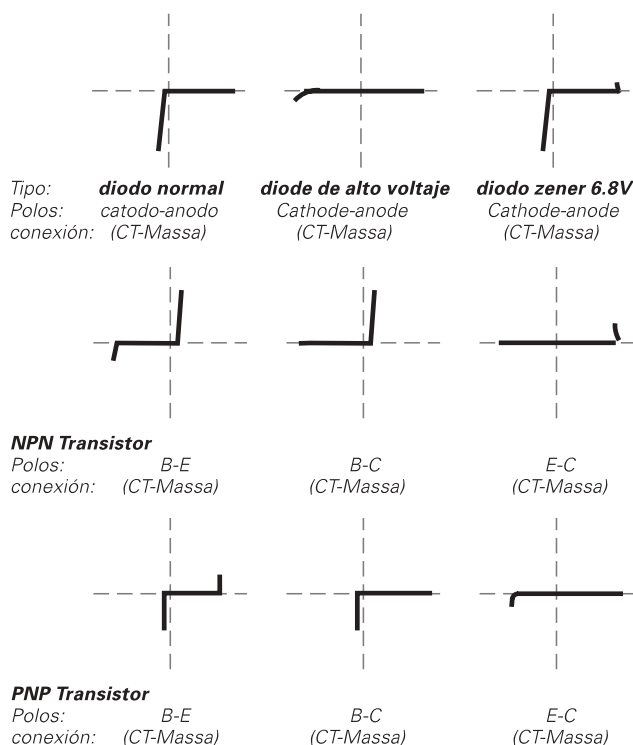 Tipo: diodo normal diode de alto voltaje diodo zener 6.8V
Polos: catodo-anodo Cathode-anode Cathode-anode
conexión: (CT-Massa) (CT-Massa) (CT-Massa)
NPN Transistor
Polos: B-E B-C E-C
conexión: (CT-Massa) (CT-Massa) (CT-Massa)
PNP Transistor
Polos: B-E B-C E-C
conexión: (CT-Massa) (CT-Massa) (CT-Massa)